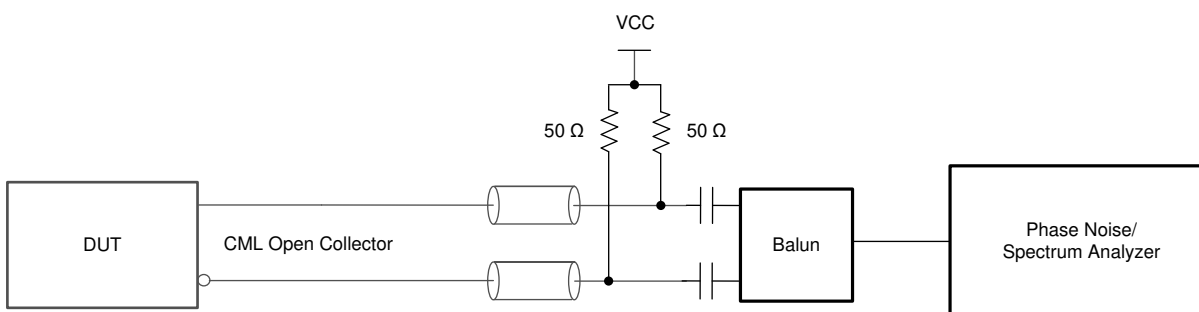 VCC
50 Ω
50 Ω
DUT
CML Open Collector
Balun
Phase Noise/
Spectrum Analyzer